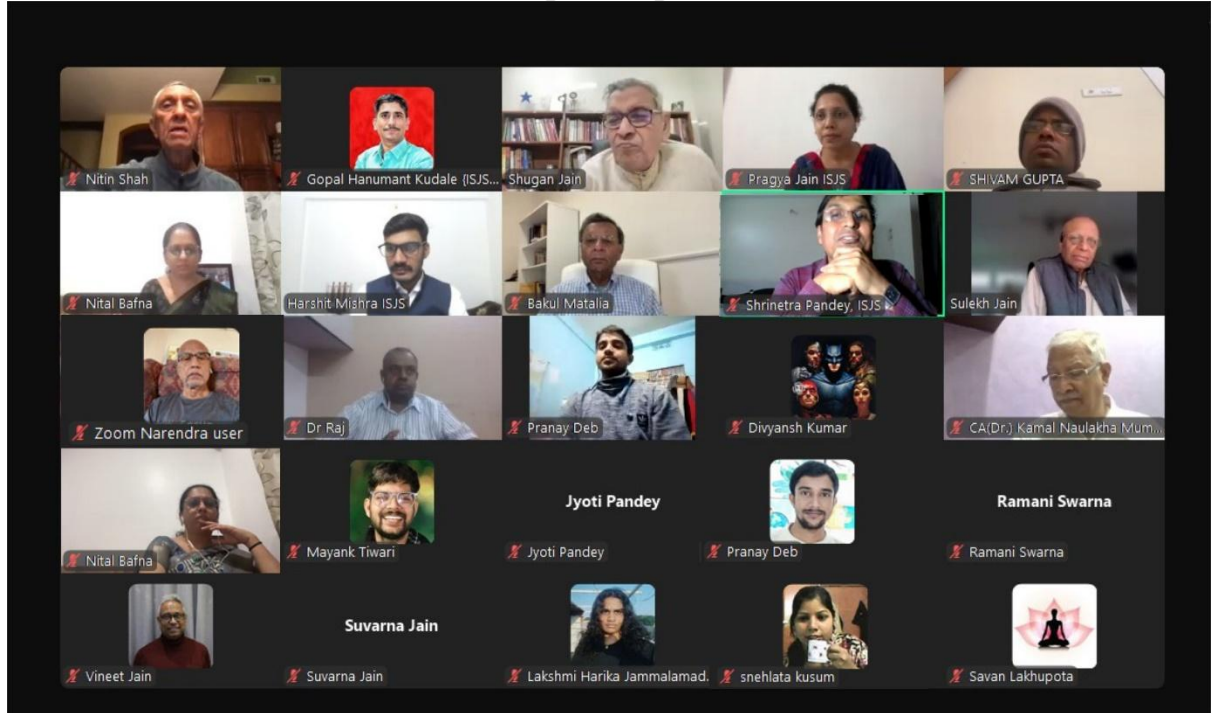 Nitin Shah
Gopal Hanumant Kudale {ISJS...
Shugan Jain
Pragya Jain ISJS
SHIVAM GUPTA
Nital Bafna
Harshit Mishra ISJS
Bakul Matalia
Shrinetra Pandey, ISJS
Sulekh Jain
Zoom Narendra user
Dr Raj
Pranay Deb
Divyansh Kumar
CA(Dr.) Kamal Naulakha Mum...
Nital Bafna
Mayank Tiwari
Jyoti Pandey
Jyoti Pandey
Pranay Deb
Ramani Swarna
Ramani Swarna
Vineet Jain
Suvarna Jain
Suvarna Jain
Lakshmi Harika Jammalamad.
snehlata kusum
Savan Lakhupota